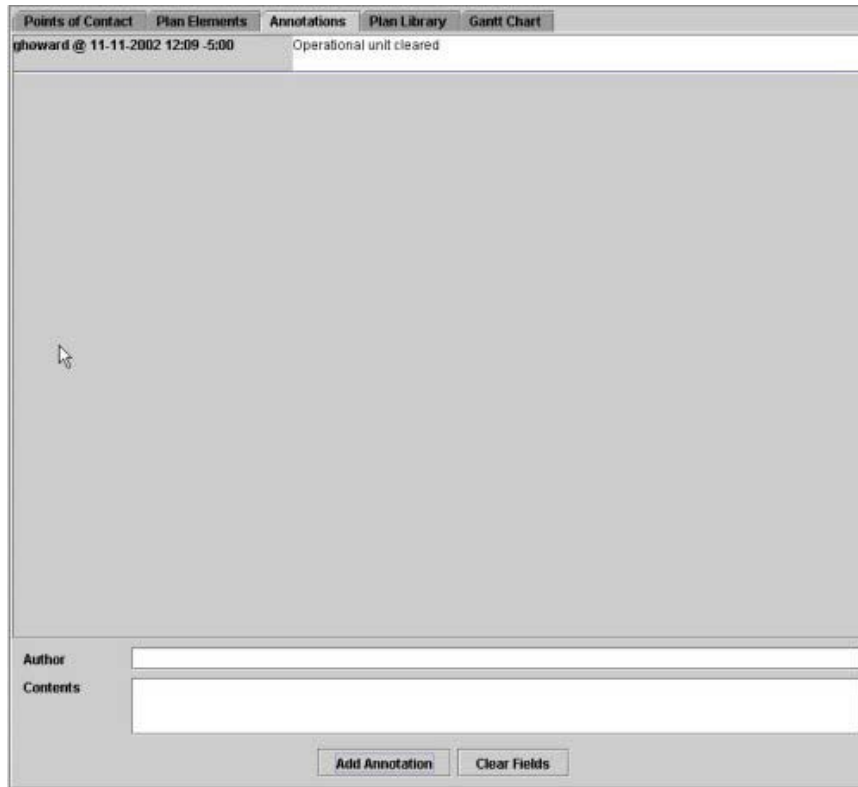 Points of Contact Plan Elements Annotations Plan Library Gantt Chart
ghoward @ 11-11-2002 12:09 -5:00 Operational unit cleared
Author
Contents
Add Annotation Clear Fields